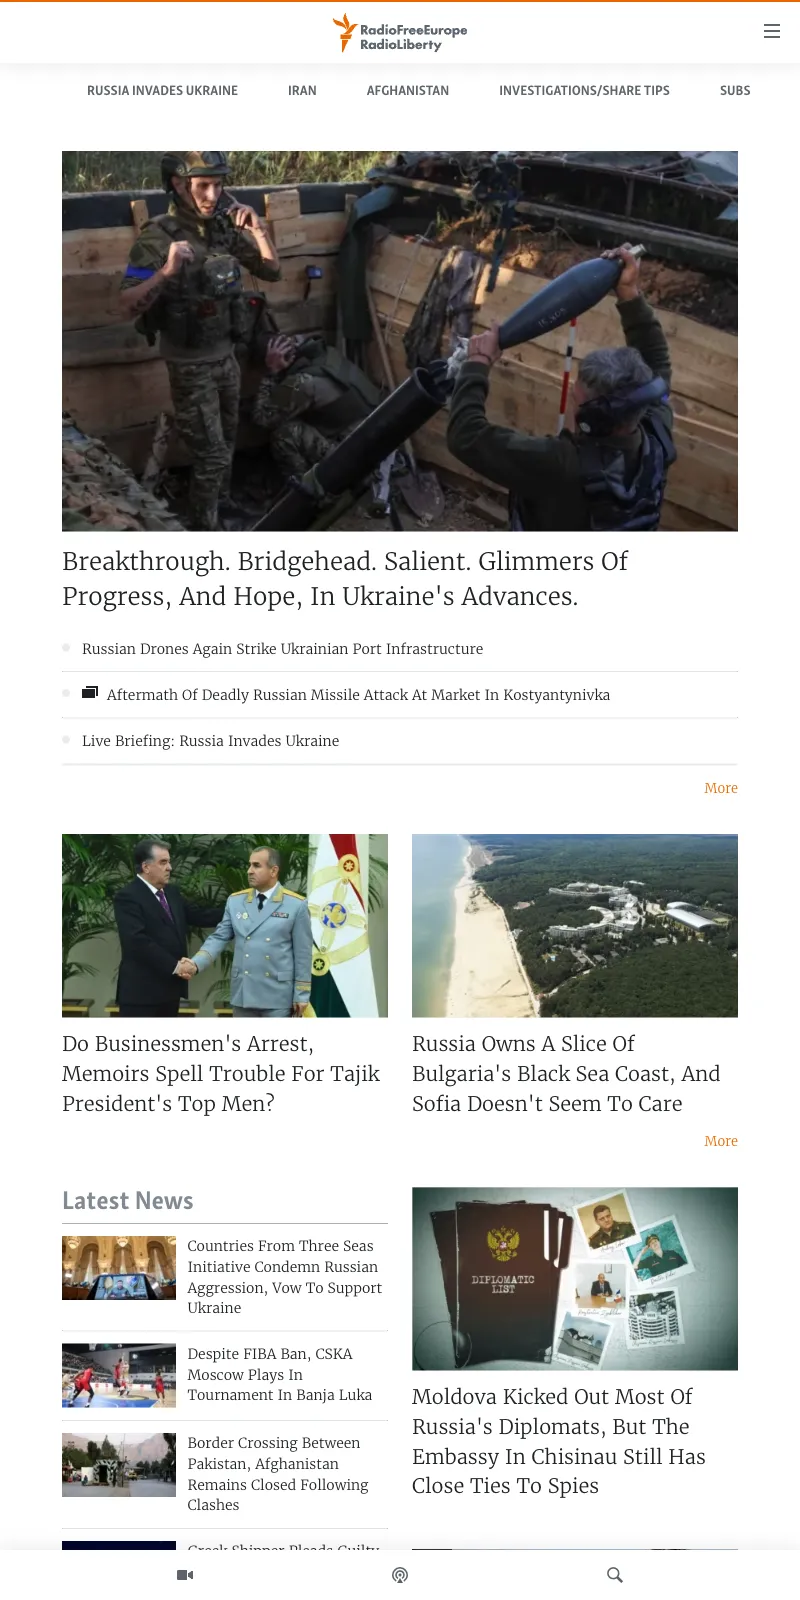 RadioFreeEurope
RadioLiberty
RUSSIA INVADES UKRAINE
IRAN
AFGHANISTAN
INVESTIGATIONS/SHARE TIPS
SUBS
Breakthrough. Bridgehead. Salient. Glimmers Of
Progress, And Hope, In Ukraine's Advances.
Russian Drones Again Strike Ukrainian Port Infrastructure
Aftermath Of Deadly Russian Missile Attack At Market In Kostyantynivka
Live Briefing: Russia Invades Ukraine
More
Do Businessmen's Arrest,
Memoirs Spell Trouble For Tajik
President's Top Men?
Russia Owns A Slice Of
Bulgaria's Black Sea Coast, And
Sofia Doesn't Seem To Care
More
Latest News
Countries From Three Seas
Initiative Condemn Russian
Aggression, Vow To Support
Ukraine
Despite FIBA Ban, CSKA
Moscow Plays In
Tournament In Banja Luka
Border Crossing Between
Pakistan, Afghanistan
Remains Closed Following
Clashes
Greek Shipper Pleads Guilty
DIPLOMATIC
LIST
Moldova Kicked Out Most Of
Russia's Diplomats, But The
Embassy In Chisinau Still Has
Close Ties To Spies